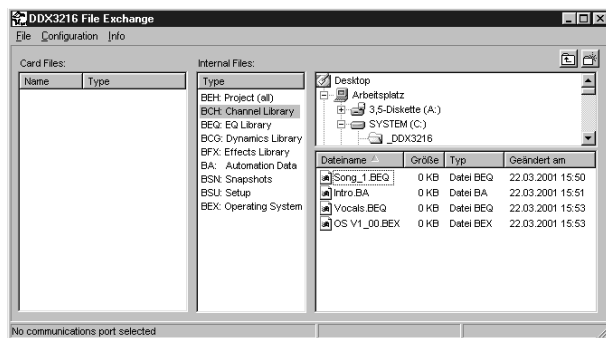 DDX3216 File Exchange
File Configuration Info
Card Files:
Name Type
Internal Files:
Type
BEH: Project (all)
BCH: Channel Library
BEQ: EQ Library
BCG: Dynamics Library
BFX: Effects Library
BA: Automation Data
BSN: Snapshots
BSU: Setup
BEX: Operating System
Desktop
Arbeitsplatz
3,5-Diskette (A:)
SYSTEM (C:)
_DDX3216
Dateiname Größe Typ Geändert am
Song_1.BEQ 0 KB Datei BEQ 22.03.2001 15:50
Intro.BA 0 KB Datei BA 22.03.2001 15:51
Vocals.BEQ 0 KB Datei BEQ 22.03.2001 15:53
OS V1_00.BEX 0 KB Datei BEX 22.03.2001 15:53
No communications port selected